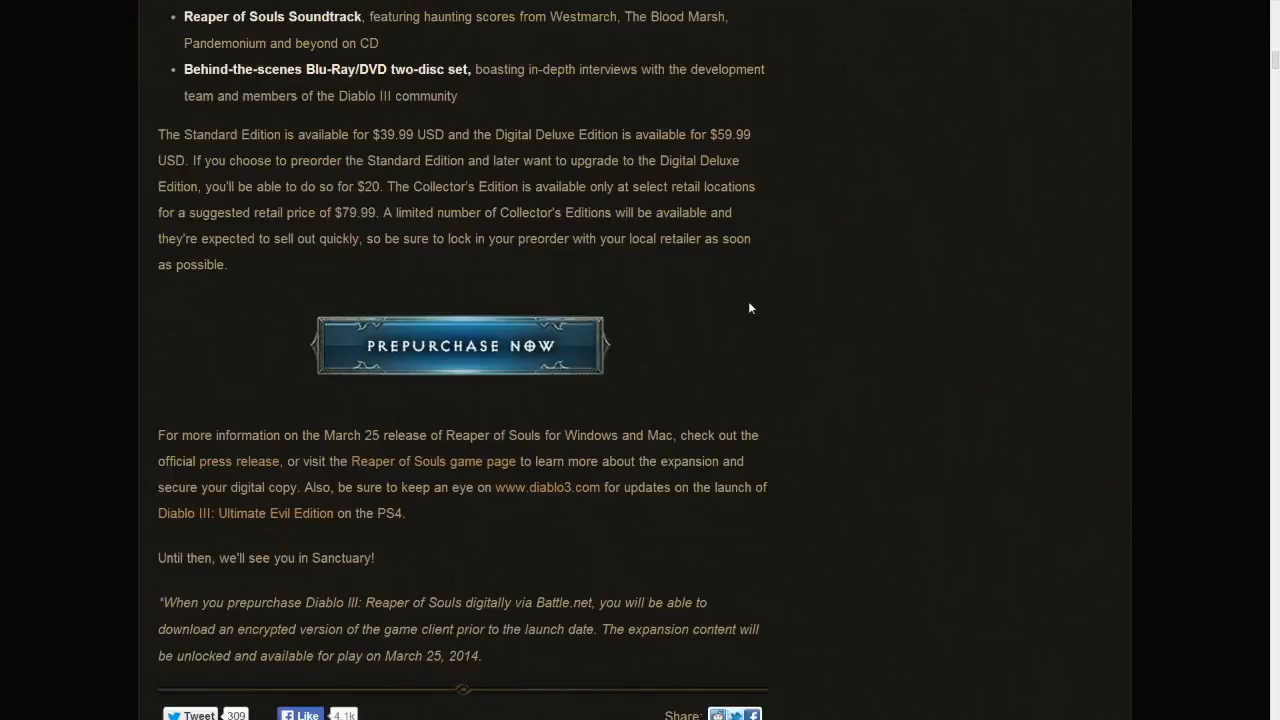 Reaper of Souls Soundtrack, featuring haunting scores from Westmarch, The Blood Marsh,
Pandemonium and beyond on CD
Behind-the-scenes Blu-Ray/DVD two-disc set, boasting in-depth interviews with the development
team and members of the Diablo III community
The Standard Edition is available for $39.99 USD and the Digital Deluxe Edition is available for $59.99
USD. If you choose to preorder the Standard Edition and later want to upgrade to the Digital Deluxe
Edition, you'll be able to do so for $20. The Collector's Edition is available only at select retail locations
for a suggested retail price of $79.99. A limited number of Collector's Editions will be available and
they're expected to sell out quickly, so be sure to lock in your preorder with your local retailer as soon
as possible.
PREPURCHASE NOW
For more information on the March 25 release of Reaper of Souls for Windows and Mac, check out the
official press release, or visit the Reaper of Souls game page to learn more about the expansion and
secure your digital copy. Also, be sure to keep an eye on www.diablo3.com for updates on the launch of
Diablo III: Ultimate Evil Edition on the PS4.
Until then, we'll see you in Sanctuary!
*When you prepurchase Diablo III: Reaper of Souls digitally via Battle.net, you will be able to
download an encrypted version of the game client prior to the launch date. The expansion content will
be unlocked and available for play on March 25, 2014.
Tweet 309 Like 4.1k Share: